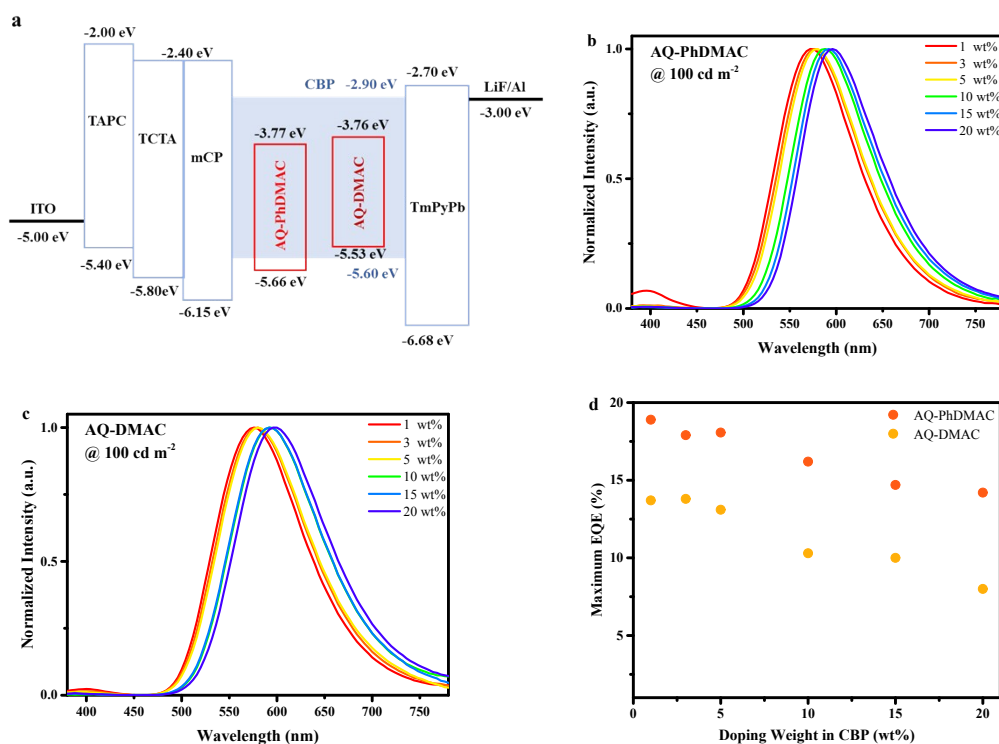 a
-2.00 eV
-2.40 eV
CBP -2.90 eV
-2.70 eV
LiF/Al
-3.00 eV
TAPC
TCTA
mCP
-3.77 eV
-3.76 eV
AQ-PhDMAC
AQ-DMAC
TmPyPb
ITO
-5.00 eV
-5.40 eV
-5.80eV
-6.15 eV
-5.53 eV
-5.60 eV
-5.66 eV
-6.68 eV
b
AQ-PhDMAC
@ 100 cd m-2
1 wt%
3 wt%
5 wt%
10 wt%
15 wt%
20 wt%
Normalized Intensity (a.u.)
1.0
0.5
0.0
400 450 500 550 600 650 700 750
Wavelength (nm)
c
AQ-DMAC
@ 100 cd m-2
1 wt%
3 wt%
5 wt%
10 wt%
15 wt%
20 wt%
Normalized Intensity (a.u.)
1.0
0.5
0.0
400 450 500 550 600 650 700 750
Wavelength (nm)
d
AQ-PhDMAC
AQ-DMAC
Maximum EQE (%)
20
15
10
5
0 5 10 15 20
Doping Weight in CBP (wt%)